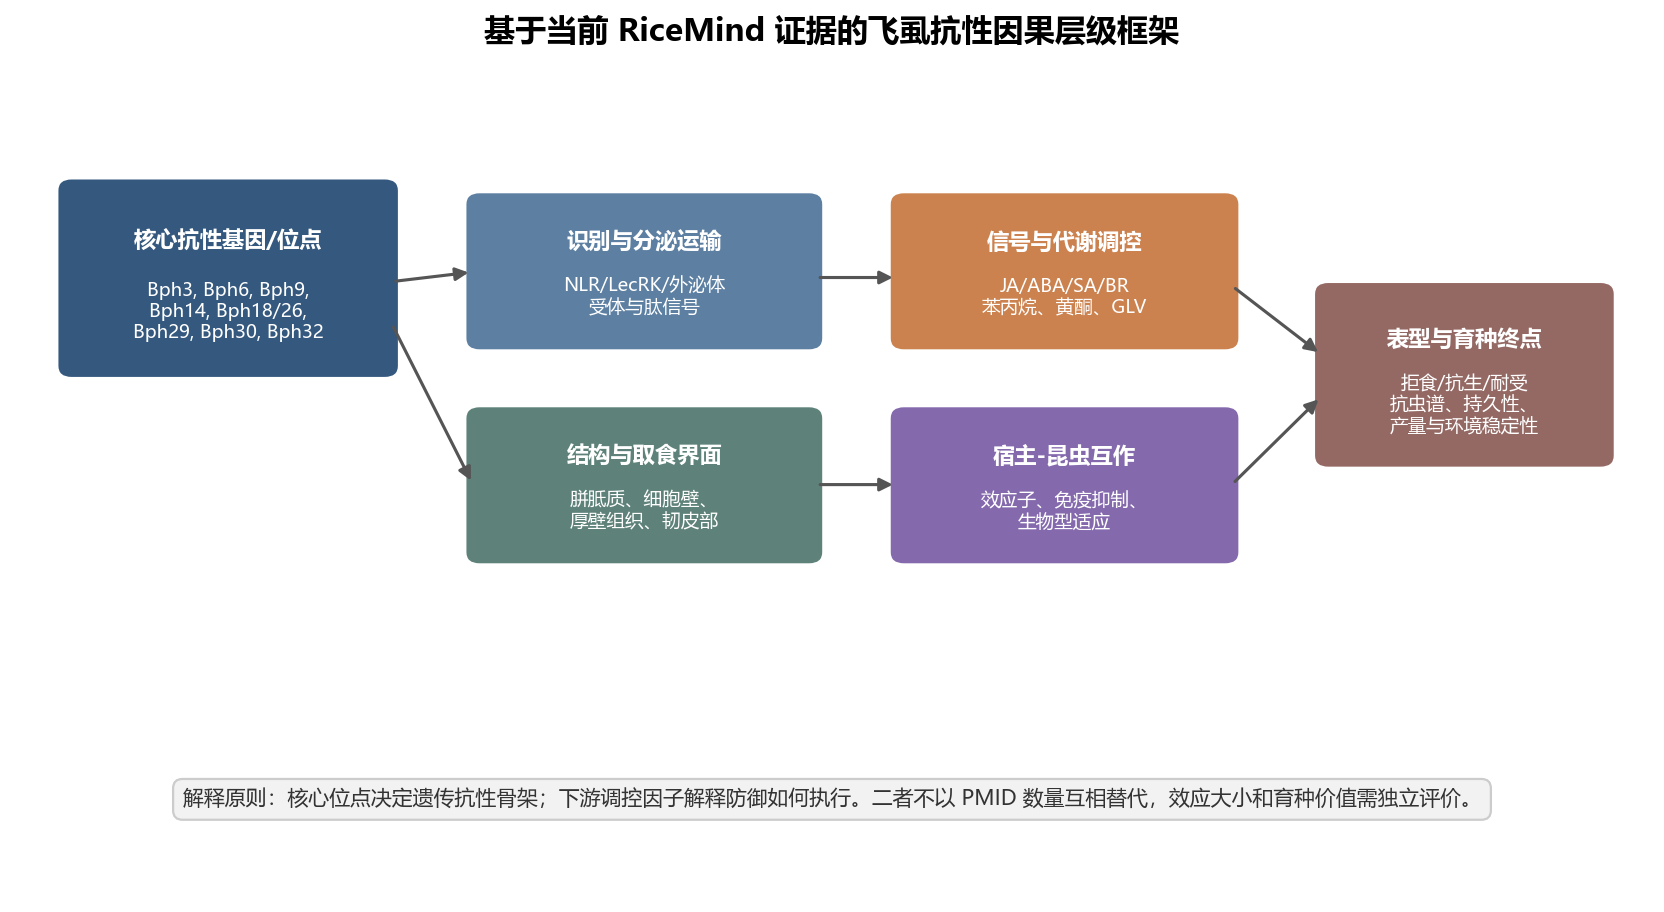 基于当前 RiceMind 证据的飞虱抗性因果层级框架
核心抗性基因/位点
Bph3, Bph6, Bph9,
Bph14, Bph18/26,
Bph29, Bph30, Bph32
识别与分泌运输
NLR/LecRK/外泌体
受体与肽信号
信号与代谢调控
JA/ABA/SA/BR
苯丙烷、黄酮、GLV
结构与取食界面
胼胝质、细胞壁、
厚壁组织、韧皮部
宿主-昆虫互作
效应子、免疫抑制、
生物型适应
表型与育种终点
拒食/抗生/耐受
抗虫谱、持久性、
产量与环境稳定性
解释原则：核心位点决定遗传抗性骨架；下游调控因子解释防御如何执行。二者不以 PMID 数量互相替代，效应大小和育种价值需独立评价。